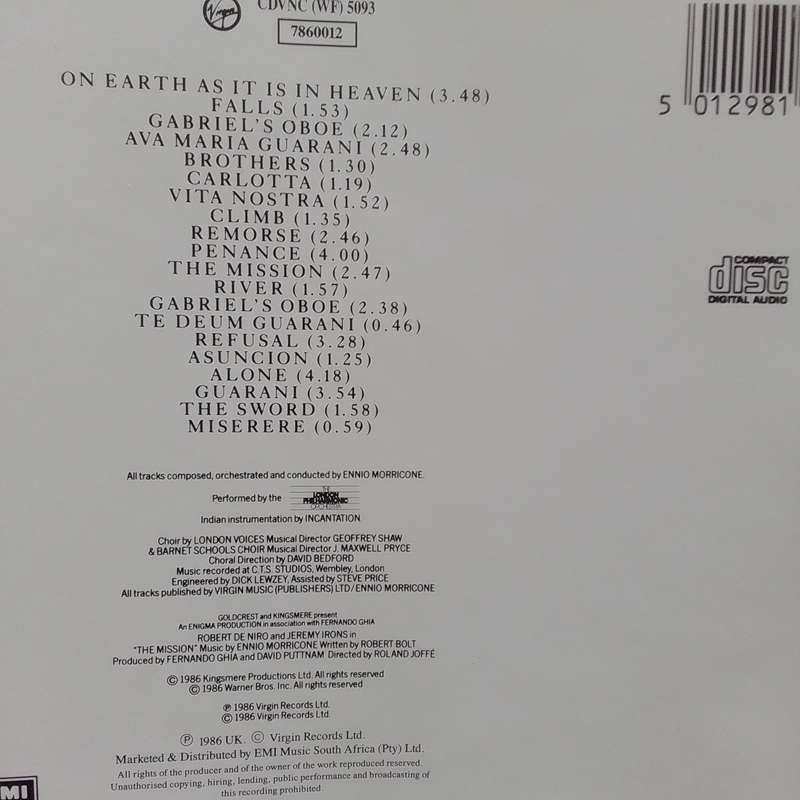 Virgin
CDVNC (WF) 5093
7860012
5 012981
ON EARTH AS IT IS IN HEAVEN (3.48)
FALLS (1.53)
GABRIEL'S OBOE (2.12)
AVA MARIA GUARANI (2.48)
BROTHERS (1.30)
CARLOTTA (1.19)
VITA NOSTRA (1.52)
CLIMB (1.35)
REMORSE (2.46)
PENANCE (4.00)
THE MISSION (2.47)
RIVER (1.57)
GABRIEL'S OBOE (2.38)
TE DEUM GUARANI (0.46)
REFUSAL (3.28)
ASUNCION (1.25)
ALONE (4.18)
GUARANI (3.54)
THE SWORD (1.58)
MISERERE (0.59)
COMPACT
disc
DIGITAL AUDIO
All tracks composed, orchestrated and conducted by ENNIO MORRICONE.
Performed by the THE LONDON PHILHARMONIC ORCHESTRA
Indian instrumentation by INCANTATION.
Choir by LONDON VOICES Musical Director GEOFFREY SHAW
& BARNET SCHOOLS CHOIR Musical Director J. MAXWELL PRYCE
Choral Direction by DAVID BEDFORD
Music recorded at C.T.S. STUDIOS, Wembley, London
Engineered by DICK LEWZEY, Assisted by STEVE PRICE
All tracks published by VIRGIN MUSIC (PUBLISHERS) LTD/ENNIO MORRICONE
GOLDCREST and KINGSMERE present
An ENIGMA PRODUCTION in association with FERNANDO GHIA
ROBERT DE NIRO and JEREMY IRONS in
"THE MISSION" Music by ENNIO MORRICONE Written by ROBERT BOLT
Produced by FERNANDO GHIA and DAVID PUTTNAM Directed by ROLAND JOFFÉ
© 1986 Kingsmere Productions Ltd. All rights reserved
© 1986 Warner Bros. Inc. All rights reserved
℗ 1986 Virgin Records Ltd.
© 1986 Virgin Records Ltd.
℗ 1986 UK. © Virgin Records Ltd.
Marketed & Distributed by EMI Music South Africa (Pty) Ltd.
All rights of the producer and of the owner of the work reproduced reserved.
Unauthorised copying, hiring, lending, public performance and broadcasting of
this recording prohibited.
MI